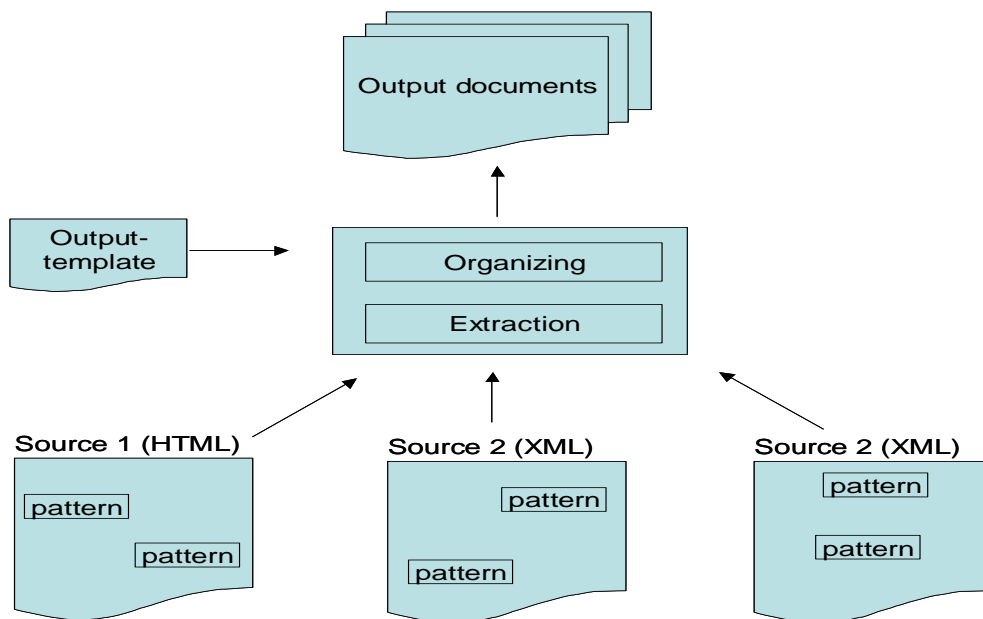 Output documents
Output-
template
Organizing
Extraction
Source 1 (HTML)
Source 2 (XML)
Source 2 (XML)
pattern
pattern
pattern
pattern
pattern
pattern